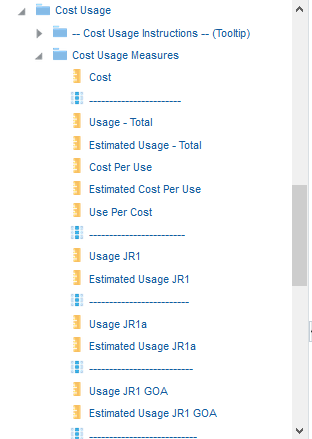 Cost Usage
-- Cost Usage Instructions -- (Tooltip)
Cost Usage Measures
Cost
-----------------------
Usage - Total
Estimated Usage - Total
Cost Per Use
Estimated Cost Per Use
Use Per Cost
------------------------
Usage JR1
Estimated Usage JR1
-------------------------
Usage JR1a
Estimated Usage JR1a
--------------------------
Usage JR1 GOA
Estimated Usage JR1 GOA
---------------------------